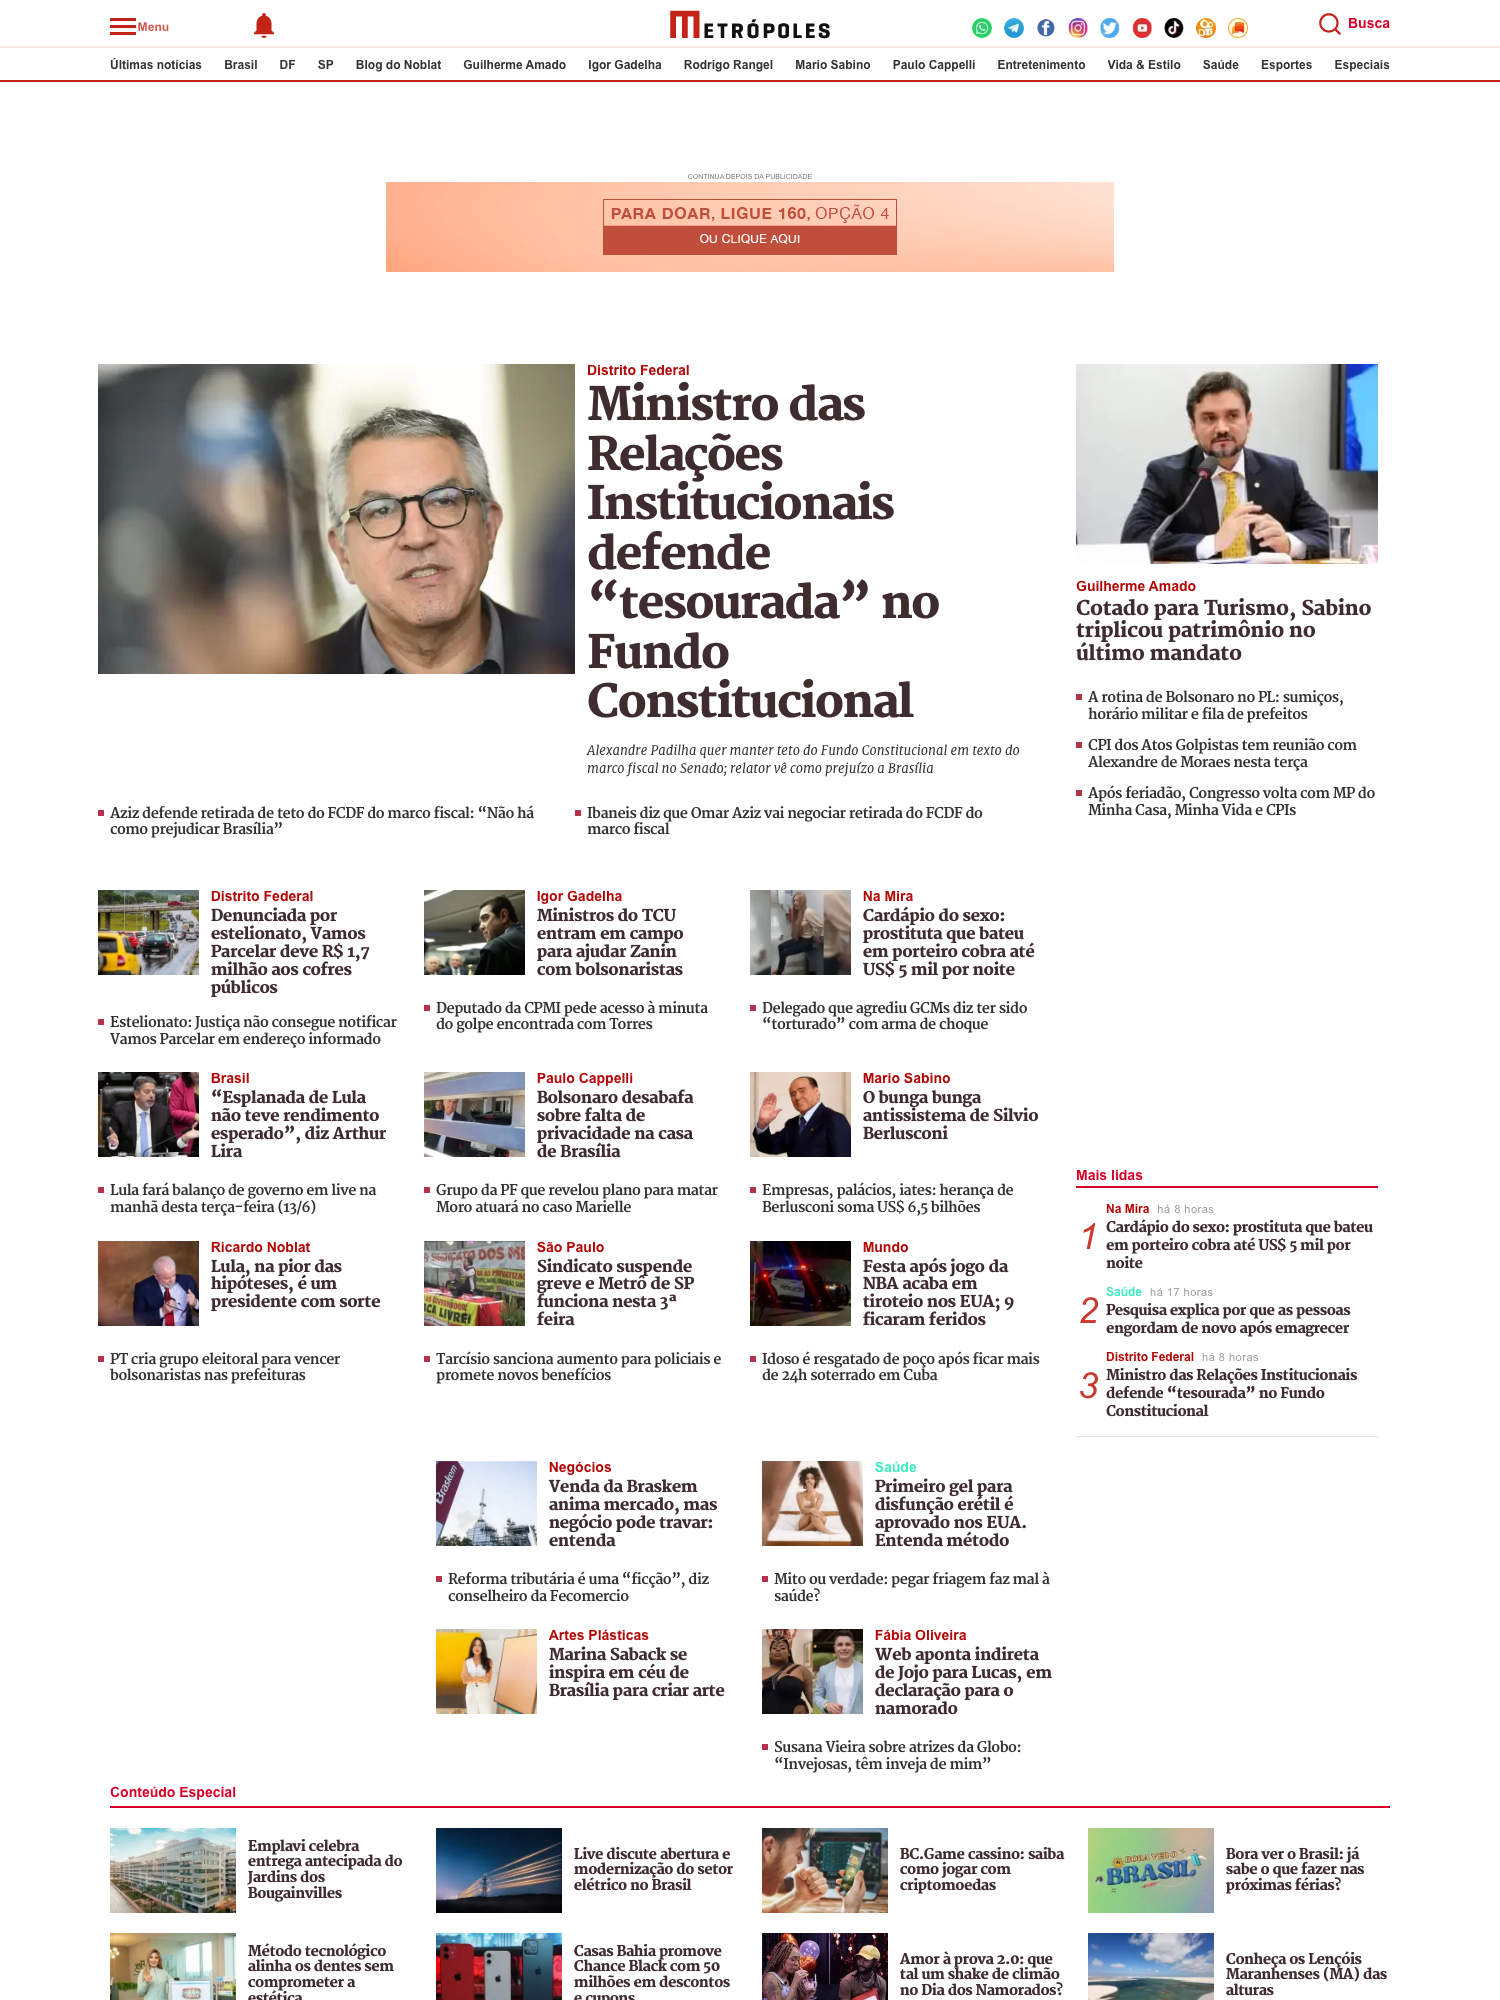 Menu
METRÓPOLES
Busca
Últimas notícias Brasil DF SP Blog do Noblat Guilherme Amado Igor Gadelha Rodrigo Rangel Mario Sabino Paulo Cappelli Entretenimento Vida & Estilo Saúde Esportes Especiais
CONTINUA DEPOIS DA PUBLICIDADE
PARA DOAR, LIGUE 160, OPÇÃO 4
OU CLIQUE AQUI
Distrito Federal
Ministro das
Relações
Institucionais
defende
“tesourada” no
Fundo
Constitucional
Alexandre Padilha quer manter teto do Fundo Constitucional em texto do
marco fiscal no Senado; relator vê como prejuízo a Brasília
Aziz defende retirada de teto do FCDF do marco fiscal: “Não há
como prejudicar Brasília”
Ibaneis diz que Omar Aziz vai negociar retirada do FCDF do
marco fiscal
Guilherme Amado
Cotado para Turismo, Sabino
triplicou patrimônio no
último mandato
A rotina de Bolsonaro no PL: sumiços,
horário militar e fila de prefeitos
CPI dos Atos Golpistas tem reunião com
Alexandre de Moraes nesta terça
Após feriadão, Congresso volta com MP do
Minha Casa, Minha Vida e CPIs
Distrito Federal
Denunciada por
estelionato, Vamos
Parcelar deve R$ 1,7
milhão aos cofres
públicos
Estelionato: Justiça não consegue notificar
Vamos Parcelar em endereço informado
Igor Gadelha
Ministros do TCU
entram em campo
para ajudar Zanin
com bolsonaristas
Deputado da CPMI pede acesso à minuta
do golpe encontrada com Torres
Na Mira
Cardápio do sexo:
prostituta que bateu
em porteiro cobra até
US$ 5 mil por noite
Delegado que agrediu GCMs diz ter sido
“torturado” com arma de choque
Brasil
“Esplanada de Lula
não teve rendimento
esperado”, diz Arthur
Lira
Lula fará balanço de governo em live na
manhã desta terça-feira (13/6)
Paulo Cappelli
Bolsonaro desabafa
sobre falta de
privacidade na casa
de Brasília
Grupo da PF que revelou plano para matar
Moro atuará no caso Marielle
Mario Sabino
O bunga bunga
antissistema de Silvio
Berlusconi
Empresas, palácios, iates: herança de
Berlusconi soma US$ 6,5 bilhões
Ricardo Noblat
Lula, na pior das
hipóteses, é um
presidente com sorte
PT cria grupo eleitoral para vencer
bolsonaristas nas prefeituras
São Paulo
Sindicato suspende
greve e Metrô de SP
funciona nesta 3ª
feira
Tarcísio sanciona aumento para policiais e
promete novos benefícios
Mundo
Festa após jogo da
NBA acaba em
tiroteio nos EUA; 9
ficaram feridos
Idoso é resgatado de poço após ficar mais
de 24h soterrado em Cuba
Mais lidas
1
Na Mira há 8 horas
Cardápio do sexo: prostituta que bateu
em porteiro cobra até US$ 5 mil por
noite
2
Saúde há 17 horas
Pesquisa explica por que as pessoas
engordam de novo após emagrecer
3
Distrito Federal há 8 horas
Ministro das Relações Institucionais
defende “tesourada” no Fundo
Constitucional
Braskem
Negócios
Venda da Braskem
anima mercado, mas
negócio pode travar:
entenda
Reforma tributária é uma “ficção”, diz
conselheiro da Fecomercio
Saúde
Primeiro gel para
disfunção erétil é
aprovado nos EUA.
Entenda método
Mito ou verdade: pegar friagem faz mal à
saúde?
Artes Plásticas
Marina Saback se
inspira em céu de
Brasília para criar arte
Fábia Oliveira
Web aponta indireta
de Jojo para Lucas, em
declaração para o
namorado
Susana Vieira sobre atrizes da Globo:
“Invejosas, têm inveja de mim”
Conteúdo Especial
Emplavi celebra
entrega antecipada do
Jardins dos
Bougainvilles
Live discute abertura e
modernização do setor
elétrico no Brasil
BC.Game cassino: saiba
como jogar com
criptomoedas
BORA VER O
BRASIL
Bora ver o Brasil: já
sabe o que fazer nas
próximas férias?
Método tecnológico
alinha os dentes sem
comprometer a
estética
Casas Bahia promove
Chance Black com 50
milhões em descontos
e cupons
Amor à prova 2.0: que
tal um shake de climão
no Dia dos Namorados?
Conheça os Lençóis
Maranhenses (MA) das
alturas